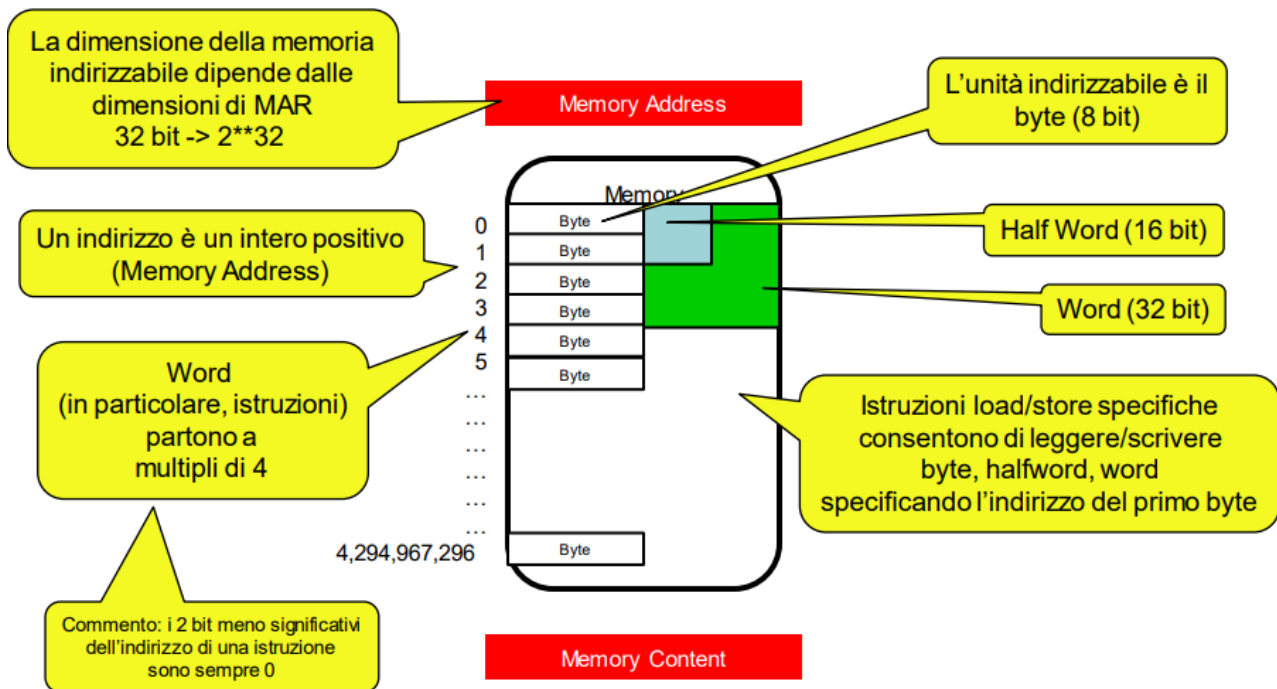 La dimensione della memoria
indirizzabile dipende dalle
dimensioni di MAR
32 bit -> 2**32
Memory Address
L'unità indirizzabile è il
byte (8 bit)
Un indirizzo è un intero positivo
(Memory Address)
Memory
0
Byte
1
Byte
2
Byte
3
Byte
4
Byte
5
Byte
...
...
...
...
...
...
4,294,967,296
Byte
Half Word (16 bit)
Word (32 bit)
Word
(in particolare, istruzioni)
partono a
multipli di 4
Istruzioni load/store specifiche
consentono di leggere/scrivere
byte, halfword, word
specificando l'indirizzo del primo byte
Commento: i 2 bit meno significativi
dell'indirizzo di una istruzione
sono sempre 0
Memory Content